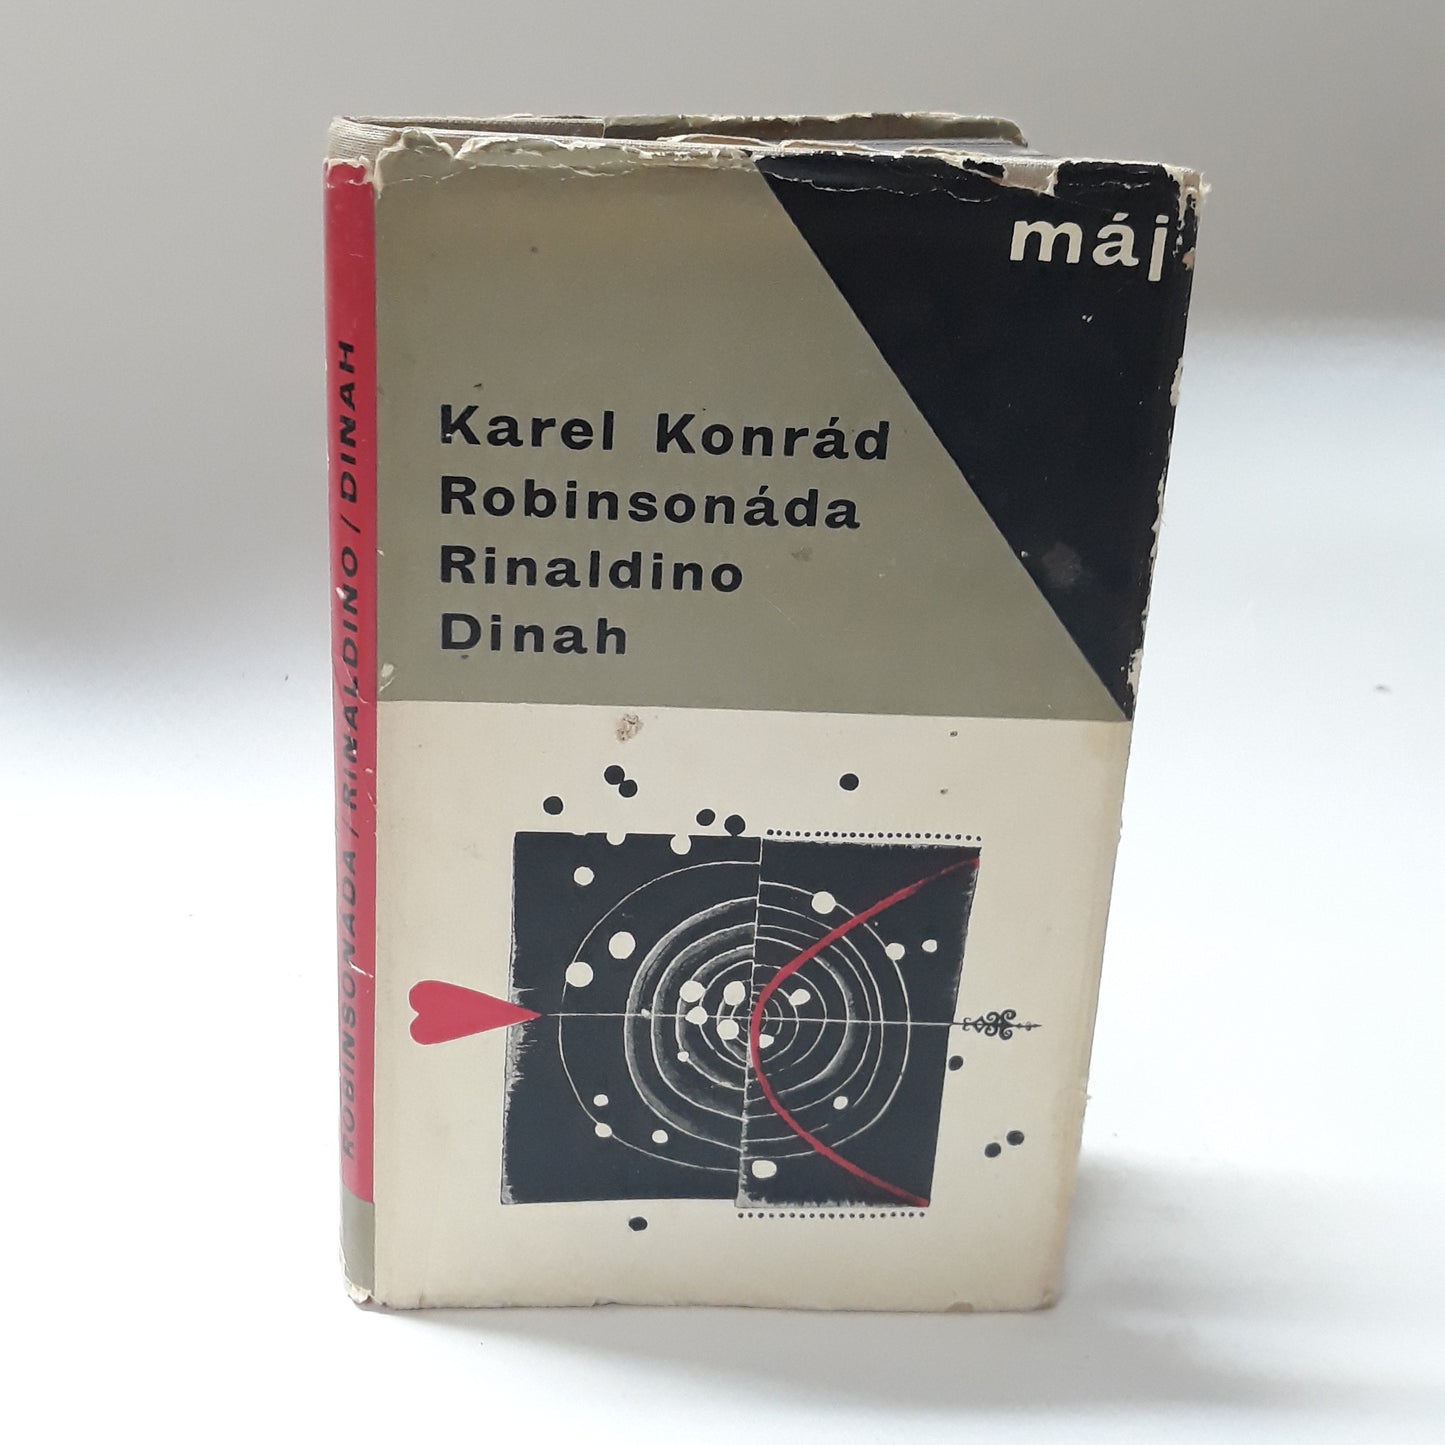 máj
Karel Konrád
Robinsonáda
Rinaldino
Dinah
ROBINSONÁDA / RINALDINO / DINAH